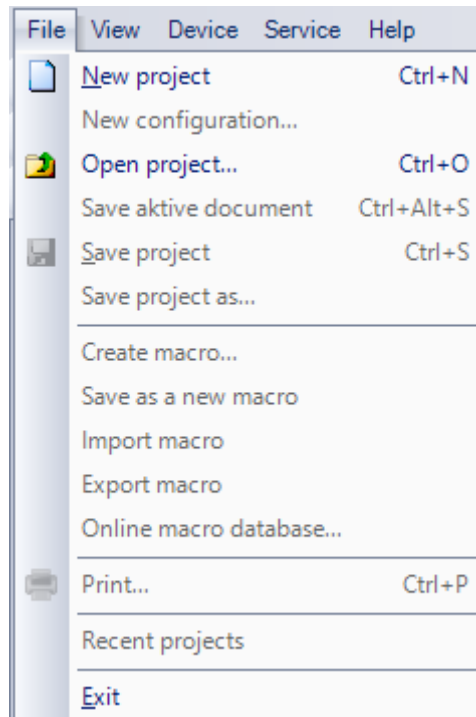 File View Device Service Help
New project Ctrl+N
New configuration...
Open project... Ctrl+O
Save aktive document Ctrl+Alt+S
Save project Ctrl+S
Save project as...
Create macro...
Save as a new macro
Import macro
Export macro
Online macro database...
Print... Ctrl+P
Recent projects
Exit